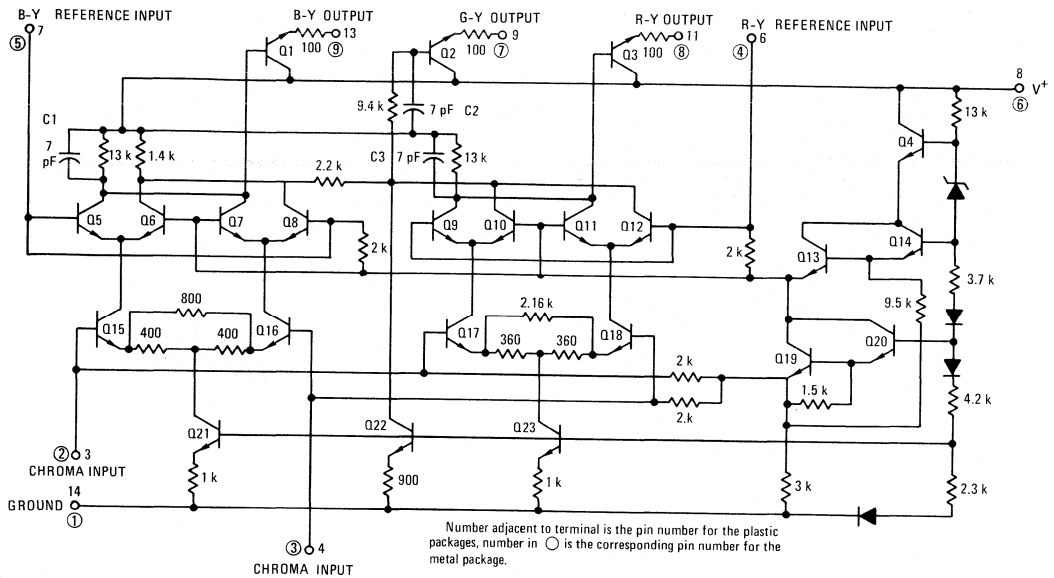 B-Y REFERENCE INPUT
7
⑤
B-Y OUTPUT
13
100
⑨
Q1
G-Y OUTPUT
9
100
⑦
Q2
R-Y OUTPUT
11
100
⑧
Q3
R-Y REFERENCE INPUT
6
④
8
V+
⑥
C1
7
pF
13 k
1.4 k
9.4 k
7 pF C2
C3 7 pF
13 k
2.2 k
13 k
Q4
Q5
Q6
Q7
Q8
2 k
Q9
Q10
Q11
Q12
2 k
Q13
Q14
3.7 k
9.5 k
800
Q15
400
400
Q16
2.16 k
Q17
360
360
Q18
Q19
Q20
2 k
2.k
1.5 k
4.2 k
Q21
Q22
Q23
1 k
900
1 k
3 k
2.3 k
② 3
CHROMA INPUT
14
GROUND
①
③ 4
CHROMA INPUT
Number adjacent to terminal is the pin number for the plastic
packages, number in ◯ is the corresponding pin number for the
metal package.